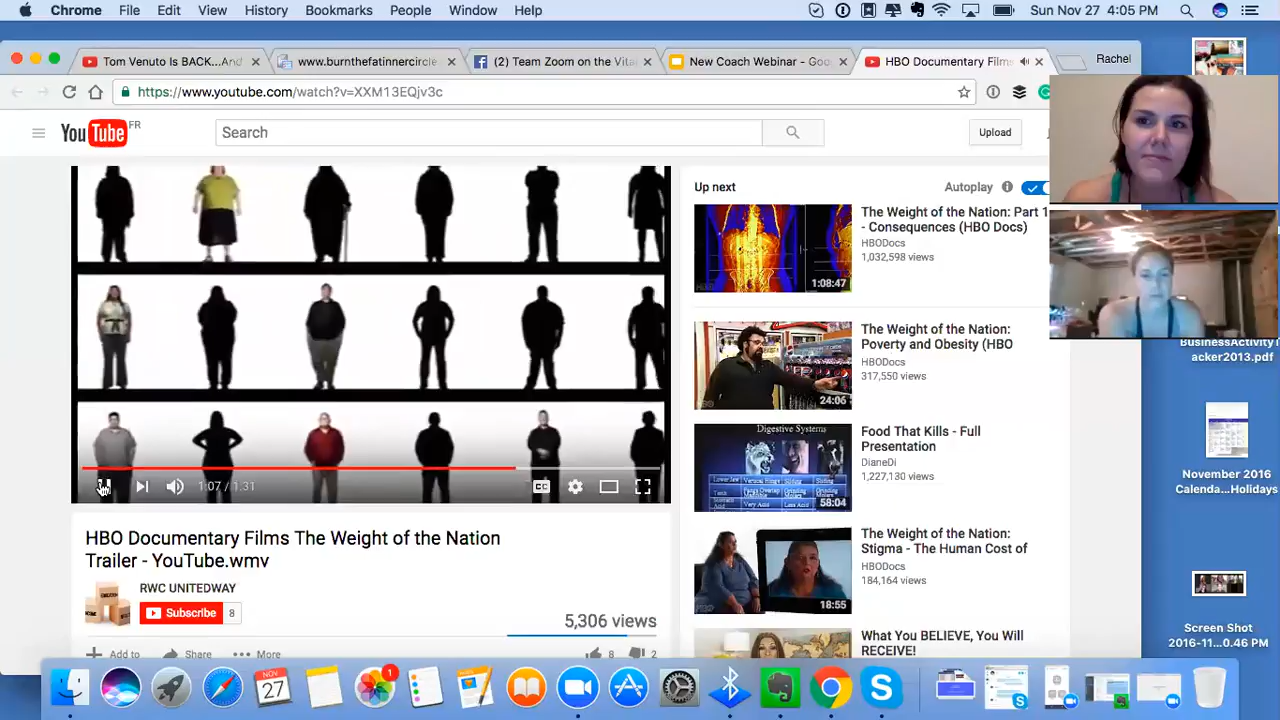 Chrome File Edit View History Bookmarks People Window Help
Sun Nov 27 4:05 PM
Tom Venuto Is BACK...And
www.burnthefatinnercircle
(2) Team Zoom on the Vita
New Coach Webinar - Goo
HBO Documentary Films
Rachel
https://www.youtube.com/watch?v=XXM13EQjv3c
YouTube FR
Search
Upload
Up next
Autoplay
The Weight of the Nation: Part 1
- Consequences (HBO Docs)
HBODocs
1,032,598 views
1:08:47
The Weight of the Nation:
Poverty and Obesity (HBO
HBODocs
317,550 views
24:06
Digestive Systems
Food That Kills - Full
Presentation
DianeDi
1,227,130 views
58:04
The Weight of the Nation:
Stigma - The Human Cost of
HBODocs
184,164 views
18:55
What You BELIEVE, You Will
RECEIVE!
1:07 / 1:31
CC
HBO Documentary Films The Weight of the Nation
Trailer - YouTube.wmv
RWC UNITEDWAY
Subscribe 8
5,306 views
Add to Share More
8 2
BusinessActivityT
acker2013.pdf
November 2016
Calenda...Holidays
Screen Shot
2016-11...0.48 PM
NOV
27
1